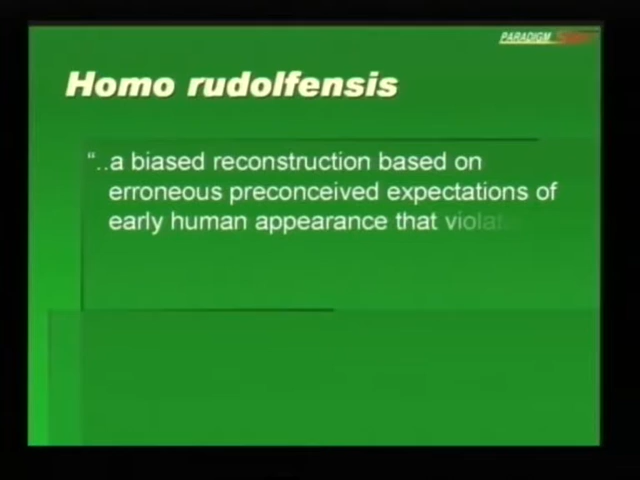 PARADIGM
Homo rudolfensis
“..a biased reconstruction based on
erroneous preconceived expectations of
early human appearance that